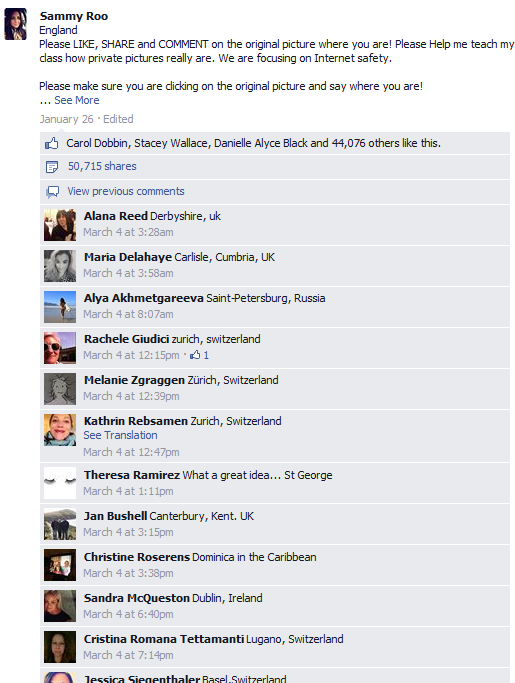 Sammy Roo
England
Please LIKE, SHARE and COMMENT on the original picture where you are! Please Help me teach my
class how private pictures really are. We are focusing on Internet safety.
Please make sure you are clicking on the original picture and say where you are!
... See More
January 26 · Edited
Carol Dobbin, Stacey Wallace, Danielle Alyce Black and 44,076 others like this.
50,715 shares
View previous comments
Alana Reed Derbyshire, uk
March 4 at 3:28am
Maria Delahaye Carlisle, Cumbria, UK
March 4 at 3:58am
Alya Akhmetgareeva Saint-Petersburg, Russia
March 4 at 8:07am
Rachele Giudici zurich, switzerland
March 4 at 12:15pm · 1
Melanie Zgraggen Zürich, Switzerland
March 4 at 12:39pm
Kathrin Rebsamen Zurich, Switzerland
See Translation
March 4 at 12:47pm
Theresa Ramirez What a great idea... St George
March 4 at 1:11pm
Jan Bushell Canterbury, Kent. UK
March 4 at 3:15pm
Christine Roserens Dominica in the Caribbean
March 4 at 3:38pm
Sandra McQueston Dublin, Ireland
March 4 at 6:40pm
Cristina Romana Tettamanti Lugano, Switzerland
March 4 at 7:14pm
Jessica Siegenthaler Basel,Switzerland